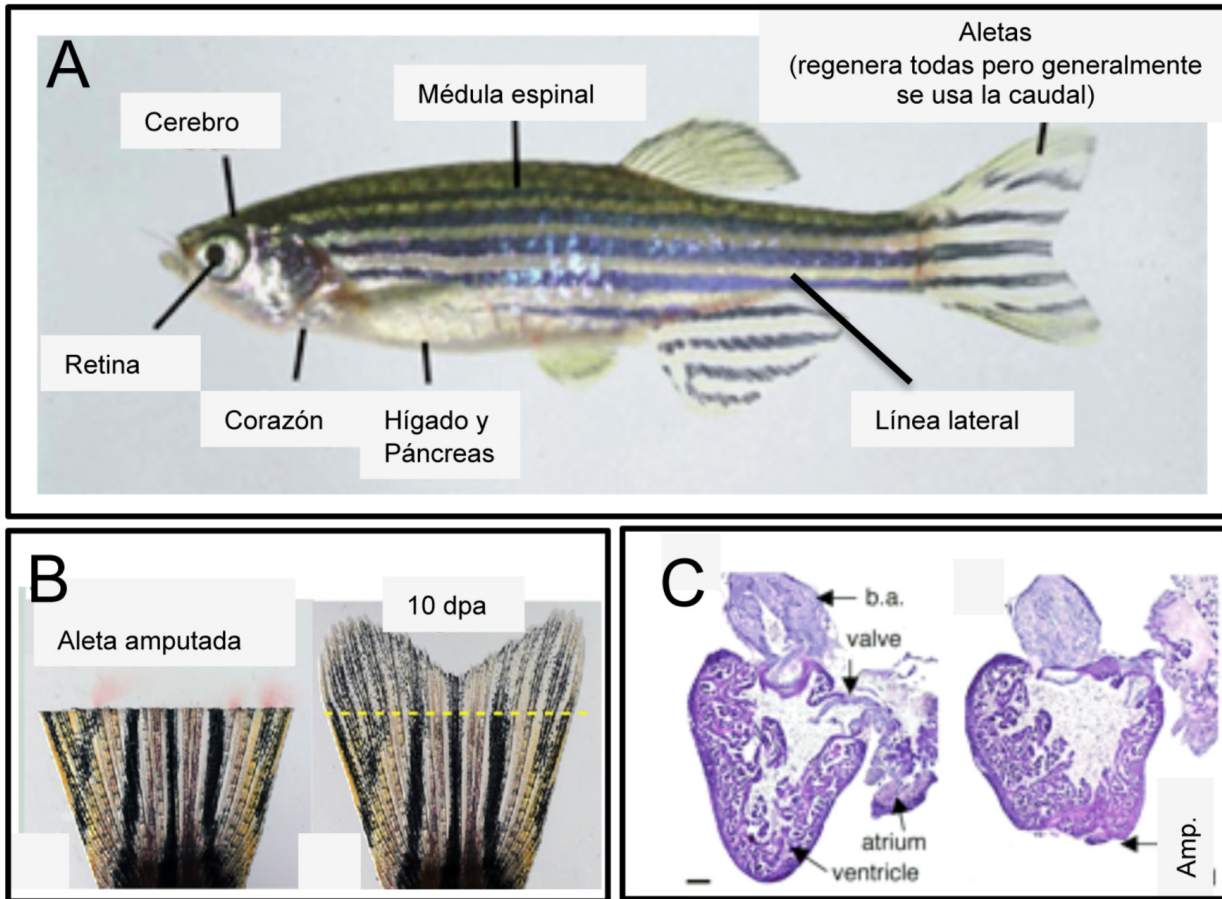 A
Aletas
(regenera todas pero generalmente
se usa la caudal)
Médula espinal
Cerebro
Retina
Corazón
Hígado y
Páncreas
Línea lateral
B
Aleta amputada
10 dpa
C
b.a.
valve
atrium
ventricle
Amp.